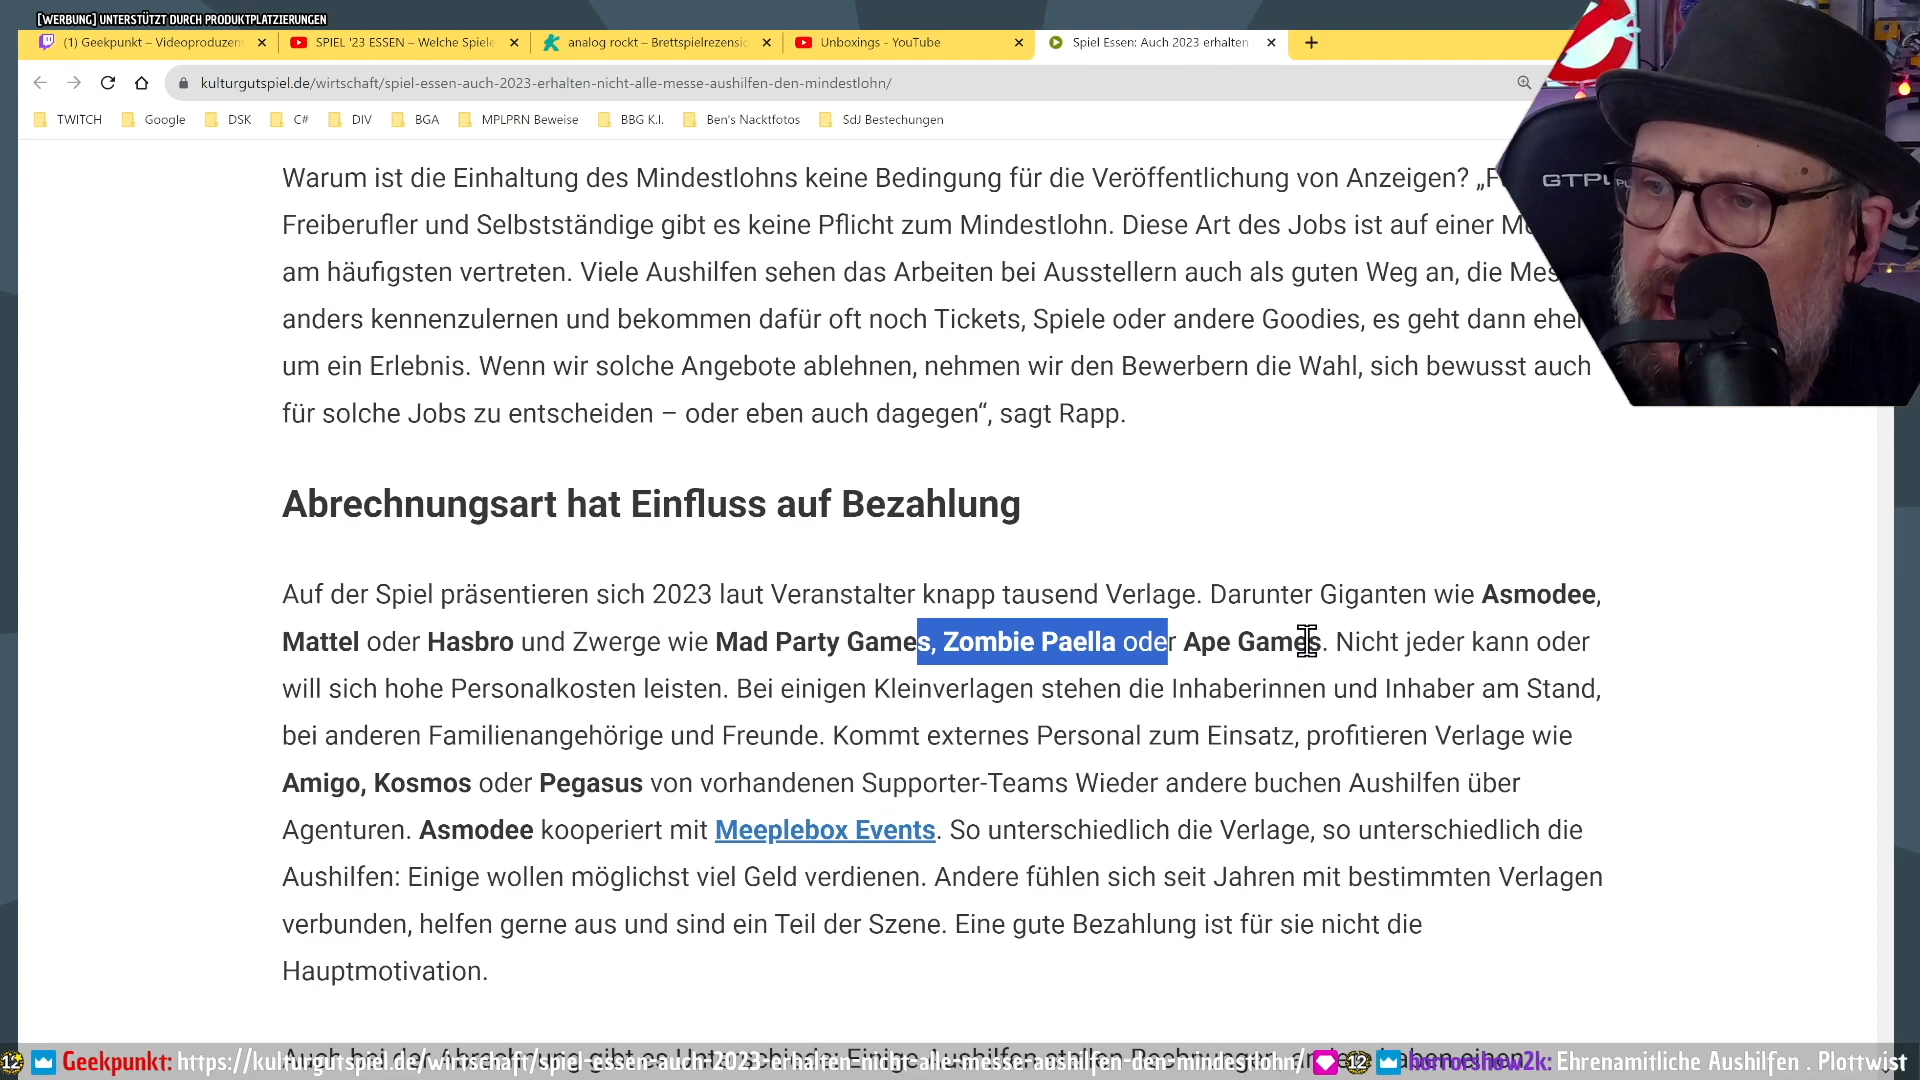 [WERBUNG] UNTERSTÜTZT DURCH PRODUKTPLATZIERUNGEN
(1) Geekpunkt – Videoproduzent
SPIEL '23 ESSEN – Welche Spiele
analog rockt – Brettspielrezensio
Unboxings - YouTube
Spiel Essen: Auch 2023 erhalten
kulturgutspiel.de/wirtschaft/spiel-essen-auch-2023-erhalten-nicht-alle-messe-aushilfen-den-mindestlohn/
TWITCH Google DSK C# DIV BGA MPLPRN Beweise BBG K.I. Ben's Nacktfotos SdJ Bestechungen
Warum ist die Einhaltung des Mindestlohns keine Bedingung für die Veröffentlichung von Anzeigen?
Freiberufler und Selbstständige gibt es keine Pflicht zum Mindestlohn. Diese Art des Jobs ist auf einer
am häufigsten vertreten. Viele Aushilfen sehen das Arbeiten bei Ausstellern auch als guten Weg an, die
anders kennenzulernen und bekommen dafür oft noch Tickets, Spiele oder andere Goodies, es geht dann eher
um ein Erlebnis. Wenn wir solche Angebote ablehnen, nehmen wir den Bewerbern die Wahl, sich bewusst auch
für solche Jobs zu entscheiden – oder eben auch dagegen“, sagt Rapp.
Abrechnungsart hat Einfluss auf Bezahlung
Auf der Spiel präsentieren sich 2023 laut Veranstalter knapp tausend Verlage. Darunter Giganten wie Asmodee,
Mattel oder Hasbro und Zwerge wie Mad Party Games, Zombie Paella oder Ape Games. Nicht jeder kann oder
will sich hohe Personalkosten leisten. Bei einigen Kleinverlagen stehen die Inhaberinnen und Inhaber am Stand,
bei anderen Familienangehörige und Freunde. Kommt externes Personal zum Einsatz, profitieren Verlage wie
Amigo, Kosmos oder Pegasus von vorhandenen Supporter-Teams Wieder andere buchen Aushilfen über
Agenturen. Asmodee kooperiert mit Meeplebox Events. So unterschiedlich die Verlage, so unterschiedlich die
Aushilfen: Einige wollen möglichst viel Geld verdienen. Andere fühlen sich seit Jahren mit bestimmten Verlagen
verbunden, helfen gerne aus und sind ein Teil der Szene. Eine gute Bezahlung ist für sie nicht die
Hauptmotivation.
Geekpunkt: https://kulturgutspiel.de/wirtschaft/spiel-essen-auch-2023-erhalten-nicht-alle-messe-aushilfen-den-mindestlohn/ horrorshow2k: Ehrenamitliche Aushilfen . Plottwist